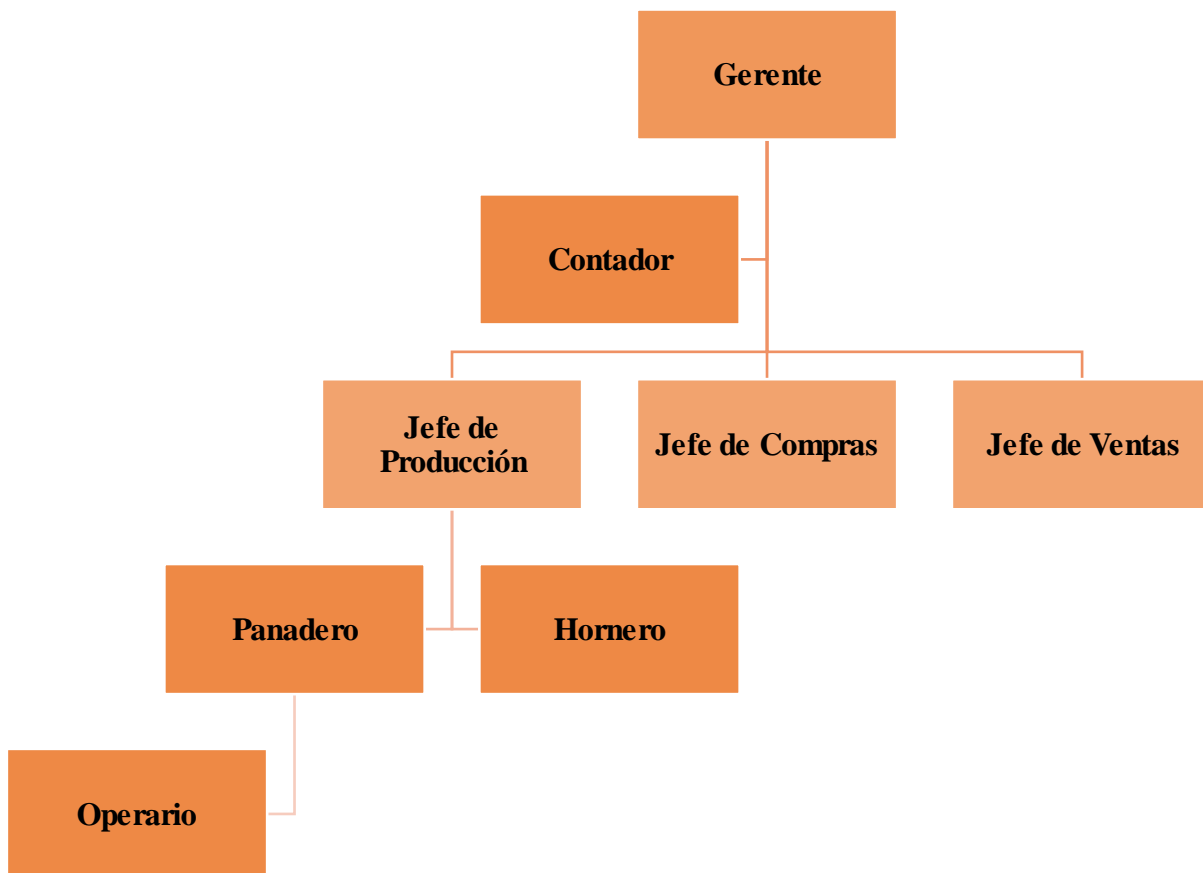 Gerente
Contador
Jefe de
Producción
Jefe de Compras
Jefe de Ventas
Panadero
Hornero
Operario